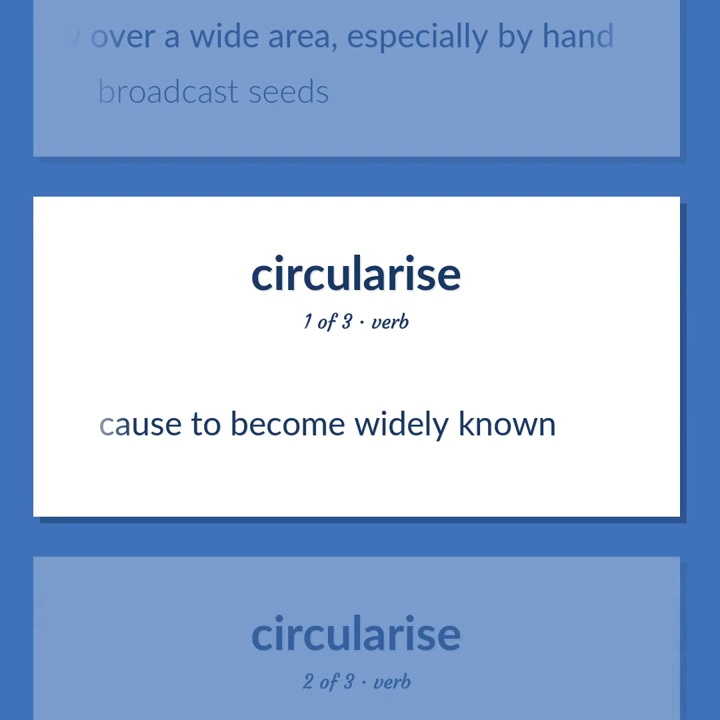 over a wide area, especially by hand
broadcast seeds
circularise
1 of 3 · verb
cause to become widely known
circularise
2 of 3 · verb